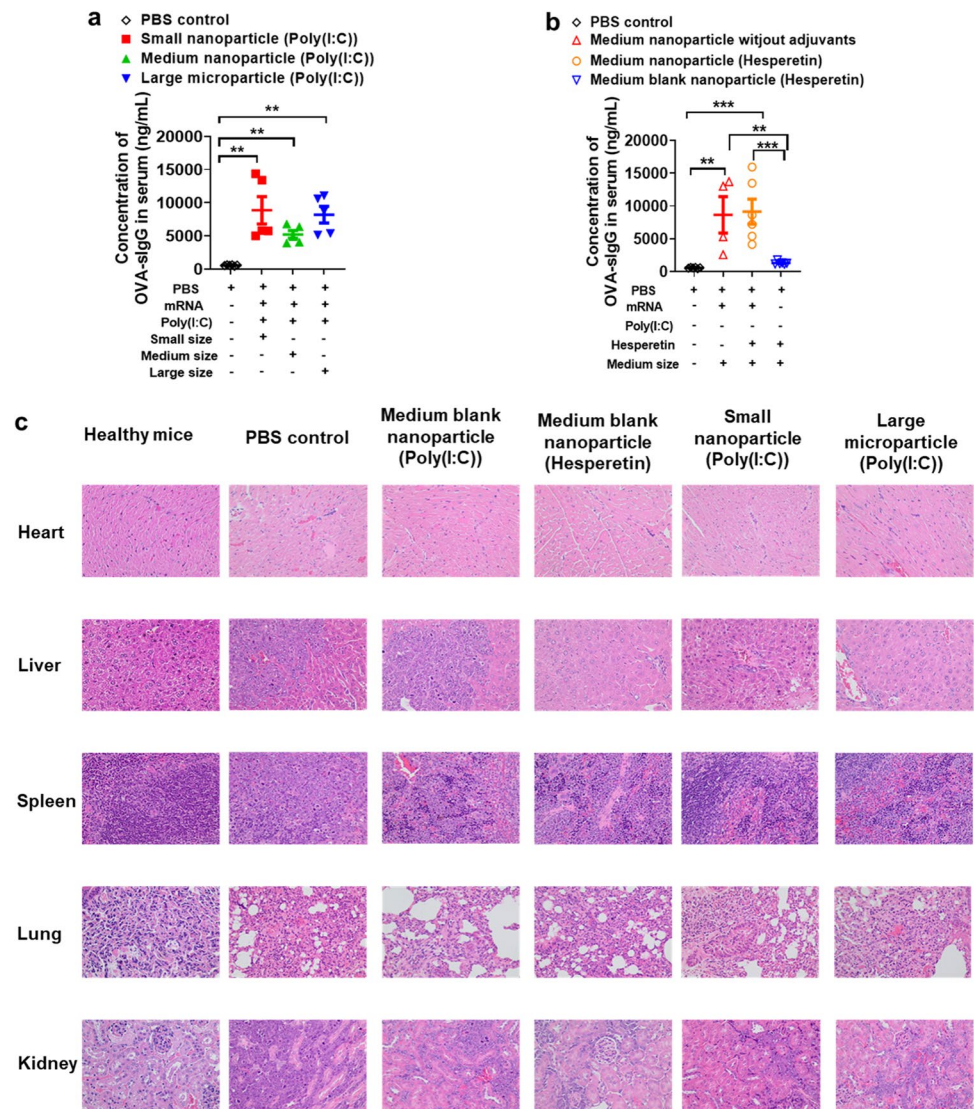 a
◇ PBS control
■ Small nanoparticle (Poly(I:C))
▲ Medium nanoparticle (Poly(I:C))
▼ Large microparticle (Poly(I:C))
Concentration of
OVA-sIgG in serum (ng/mL)
20000
15000
10000
5000
0
**
**
**
PBS + + + +
mRNA - + + +
Poly(I:C) - + + +
Small size - + - -
Medium size - - + -
Large size - - - +
b
◇ PBS control
△ Medium nanoparticle witjout adjuvants
○ Medium nanoparticle (Hesperetin)
▽ Medium blank nanoparticle (Hesperetin)
Concentration of
OVA-sIgG in serum (ng/mL)
20000
15000
10000
5000
0
***
**
**
***
PBS + + + +
mRNA - + + -
Poly(I:C) - - - -
Hesperetin - - + +
Medium size - + + +
c
Healthy mice
PBS control
Medium blank
nanoparticle
(Poly(I:C))
Medium blank
nanoparticle
(Hesperetin)
Small
nanoparticle
(Poly(I:C))
Large
microparticle
(Poly(I:C))
Heart
Liver
Spleen
Lung
Kidney